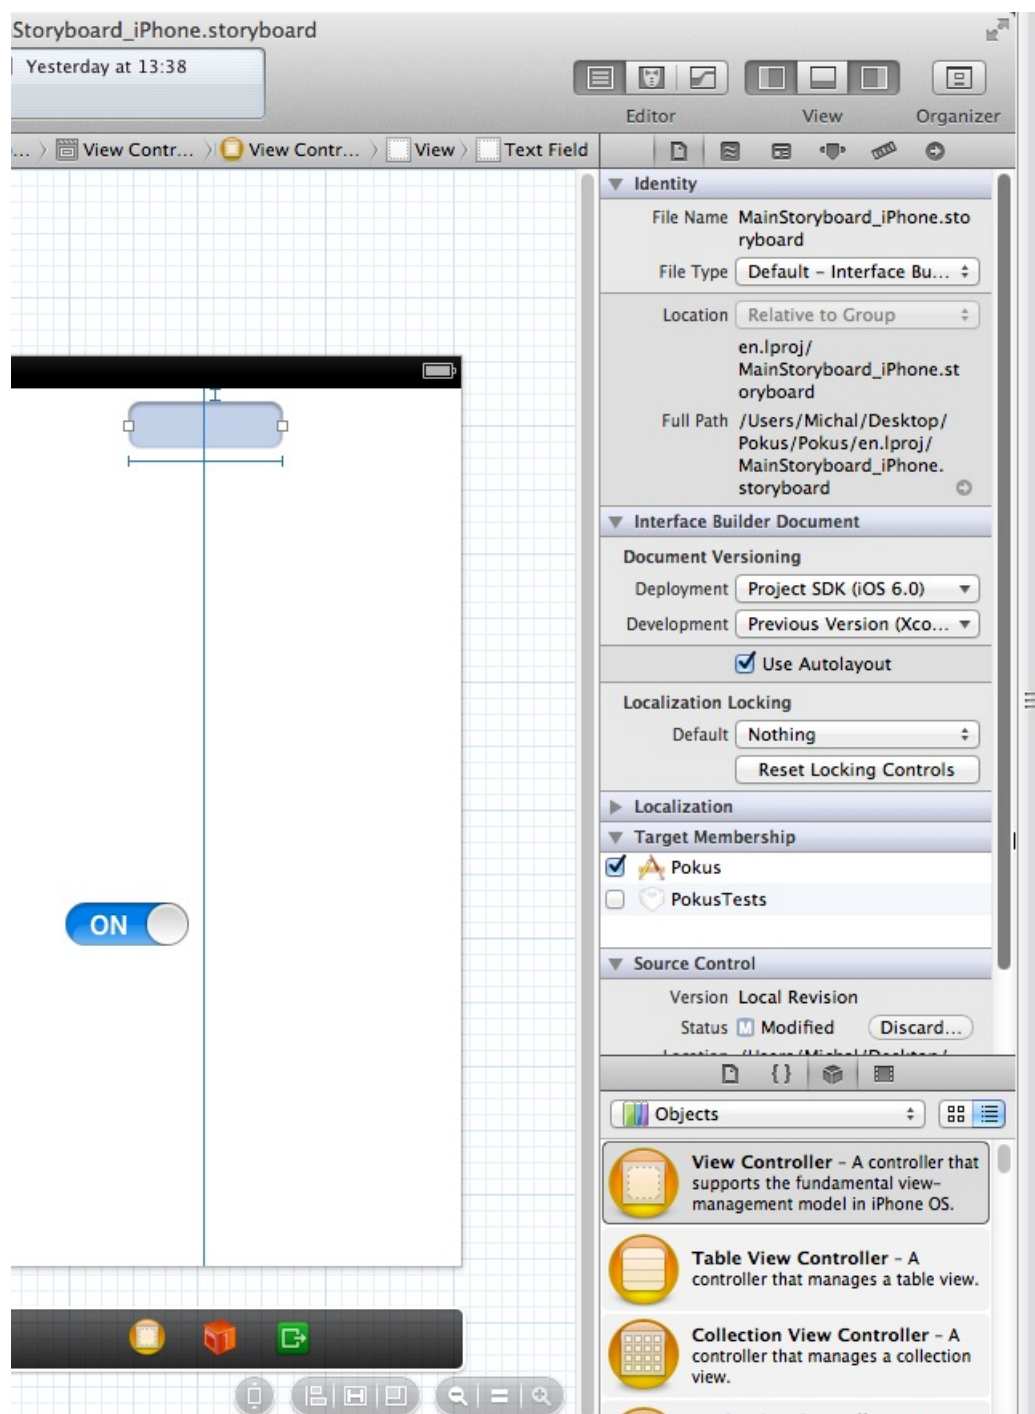 Storyboard_iPhone.storyboard
Yesterday at 13:38
Editor View Organizer
... View Contr... View Contr... View Text Field
Identity
File Name MainStoryboard_iPhone.sto
ryboard
File Type Default – Interface Bu...
Location Relative to Group
en.lproj/
MainStoryboard_iPhone.st
oryboard
Full Path /Users/Michal/Desktop/
Pokus/Pokus/en.lproj/
MainStoryboard_iPhone.
storyboard
Interface Builder Document
Document Versioning
Deployment Project SDK (iOS 6.0)
Development Previous Version (Xco...
Use Autolayout
Localization Locking
Default Nothing
Reset Locking Controls
Localization
Target Membership
Pokus
PokusTests
ON
Source Control
Version Local Revision
Status M Modified Discard...
Location /Users/Michal/Desktop/
{}
Objects
View Controller – A controller that
supports the fundamental view-
management model in iPhone OS.
Table View Controller – A
controller that manages a table view.
Collection View Controller – A
controller that manages a collection
view.